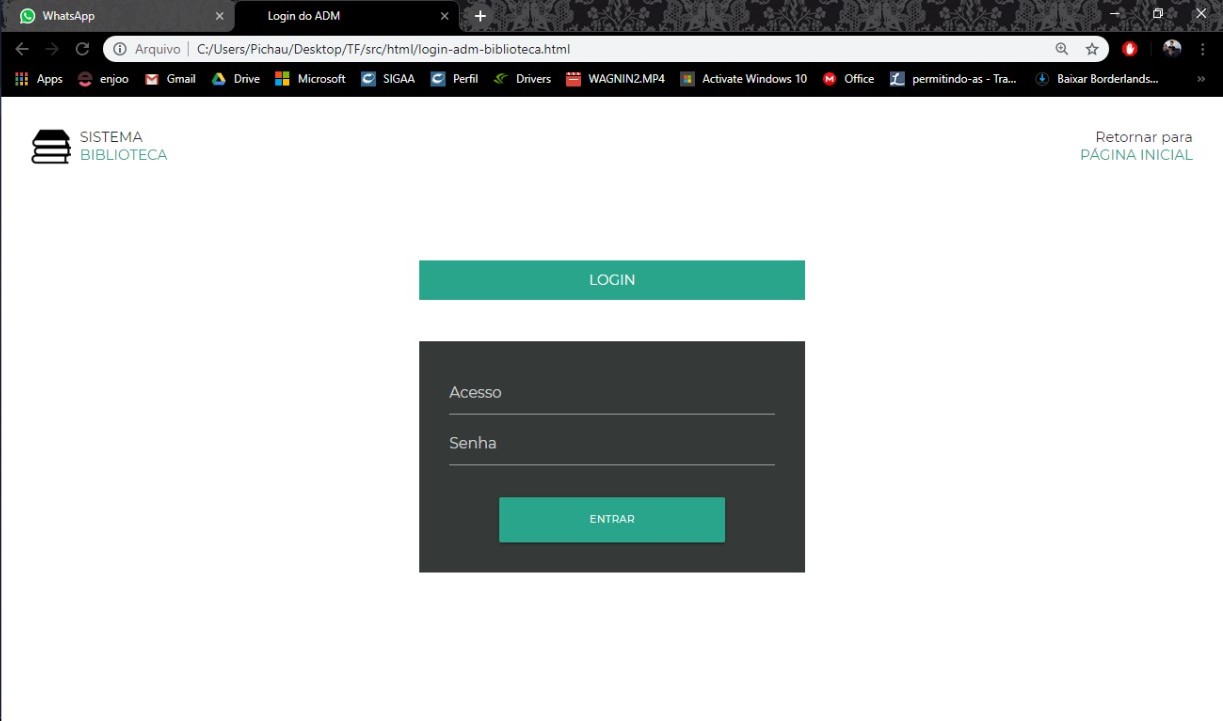 WhatsApp
Login do ADM
Arquivo | C:/Users/Pichau/Desktop/TF/src/html/login-adm-biblioteca.html
Apps enjoo Gmail Drive Microsoft SIGAA Perfil Drivers WAGNIN2.MP4 Activate Windows 10 Office permitindo-as - Tra... Baixar Borderlands... »
SISTEMA
BIBLIOTECA
Retornar para
PÁGINA INICIAL
LOGIN
Acesso
Senha
ENTRAR